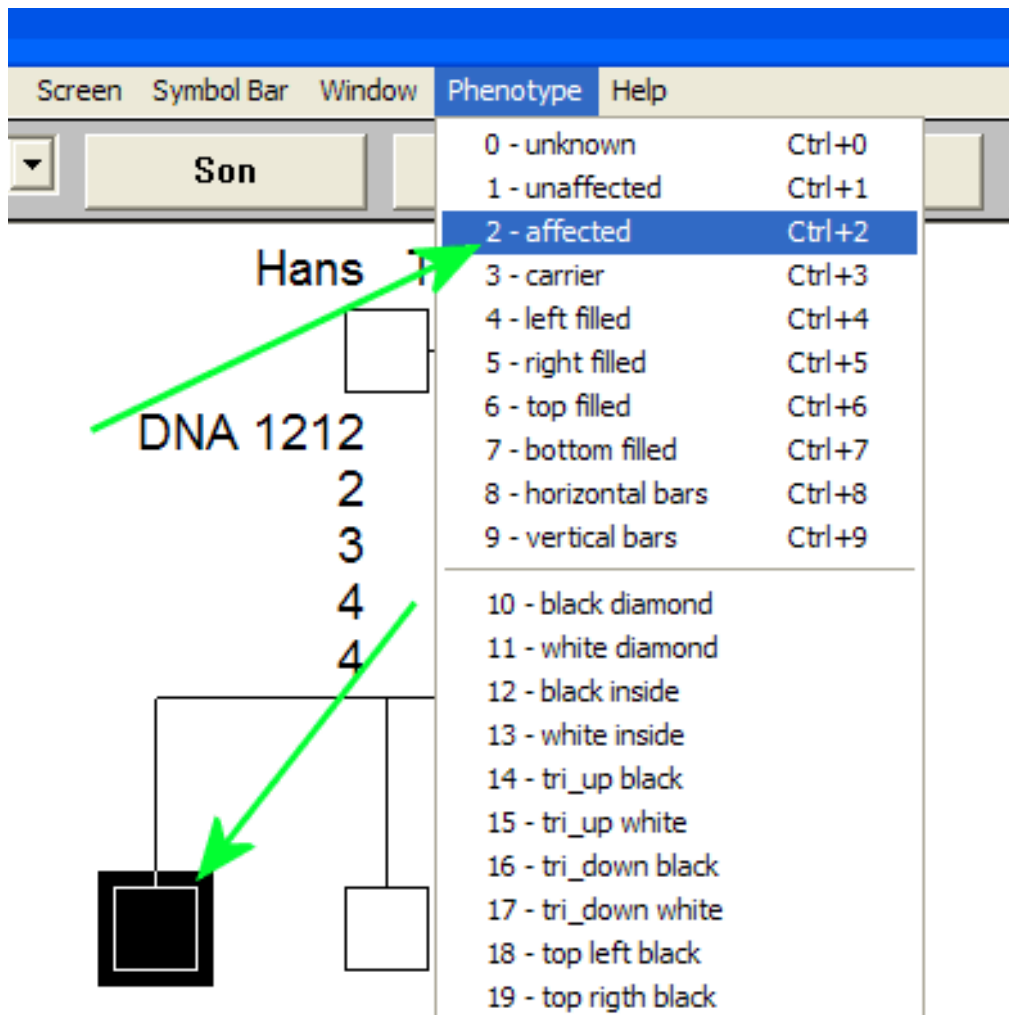 Screen Symbol Bar Window Phenotype Help
Son
0 - unknown Ctrl+0
1 - unaffected Ctrl+1
2 - affected Ctrl+2
3 - carrier Ctrl+3
4 - left filled Ctrl+4
5 - right filled Ctrl+5
6 - top filled Ctrl+6
7 - bottom filled Ctrl+7
8 - horizontal bars Ctrl+8
9 - vertical bars Ctrl+9
10 - black diamond
11 - white diamond
12 - black inside
13 - white inside
14 - tri_up black
15 - tri_up white
16 - tri_down black
17 - tri_down white
18 - top left black
19 - top rigth black
Hans
DNA 1212
2
3
4
4